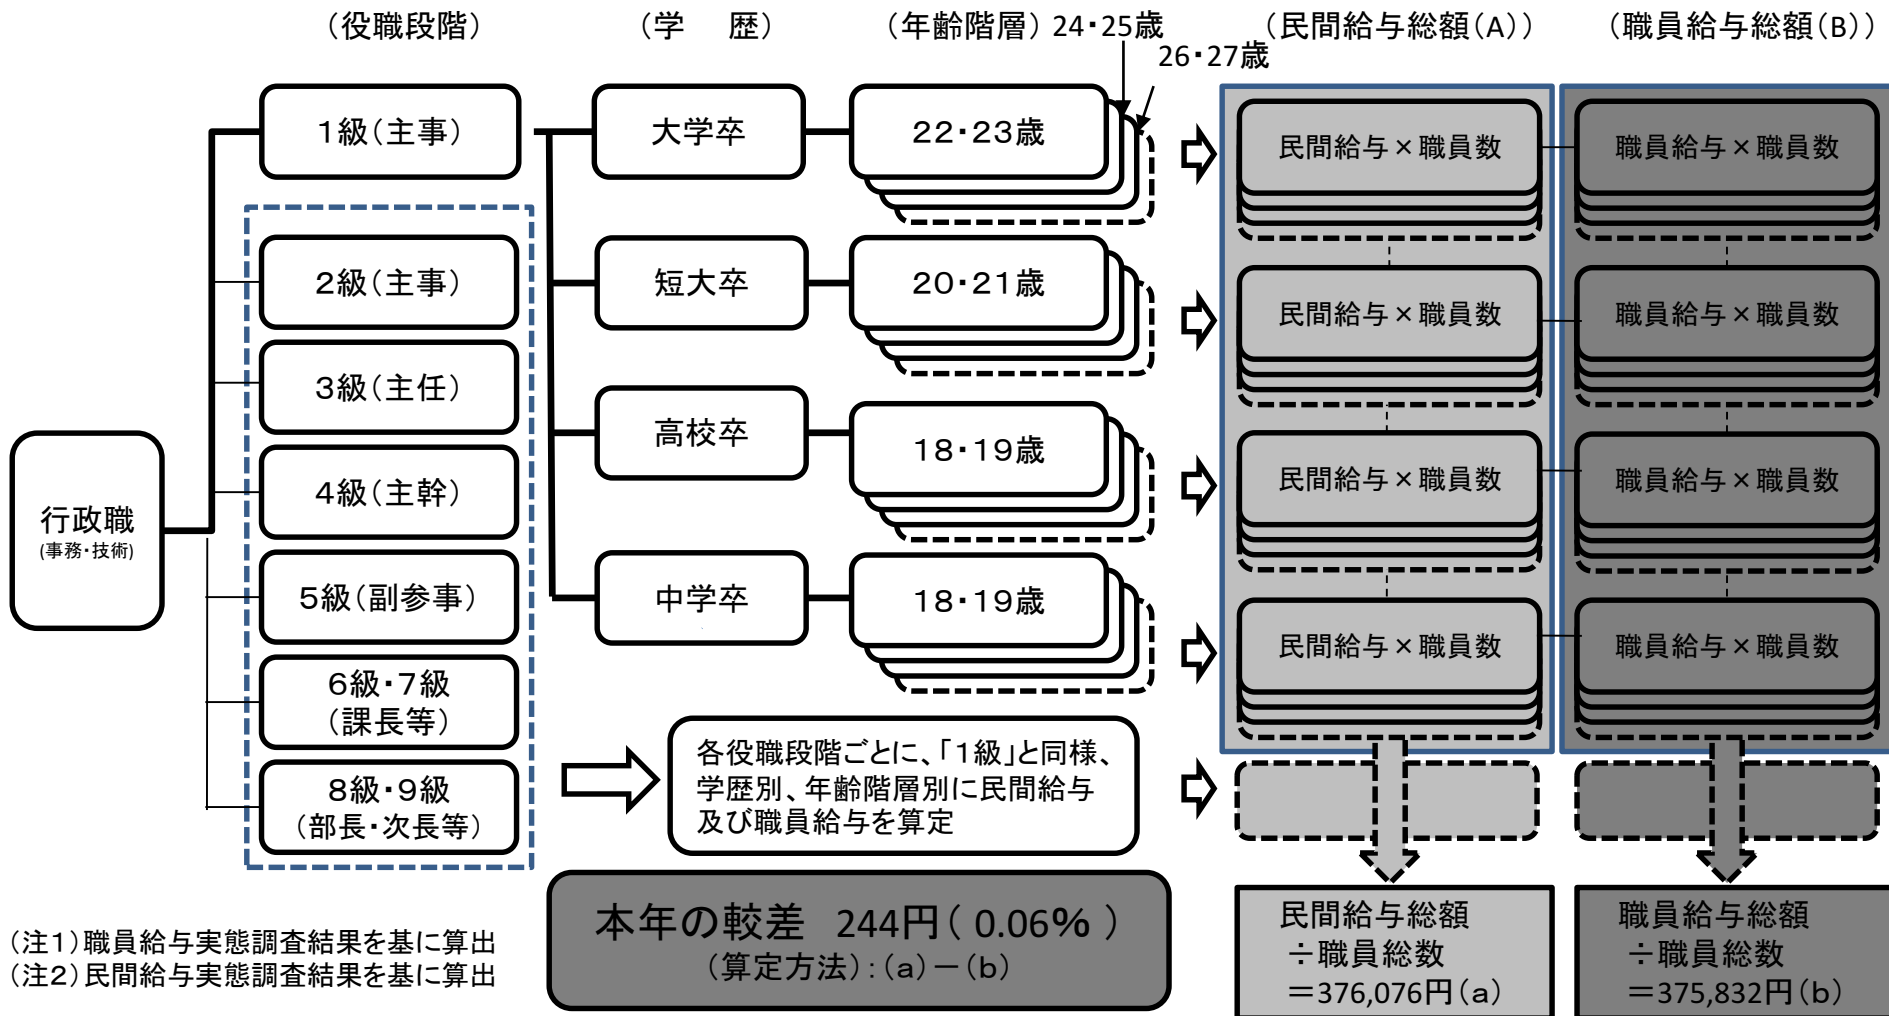 （役職段階）
（学　歴）
（年齢階層）
24・25歳
26・27歳
（民間給与総額(A)）
（職員給与総額(B)）
1級（主事）
大学卒
22・23歳
民間給与×職員数
職員給与×職員数
2級（主事）
短大卒
20・21歳
民間給与×職員数
職員給与×職員数
3級（主任）
高校卒
18・19歳
民間給与×職員数
職員給与×職員数
4級（主幹）
行政職
(事務・技術)
5級（副参事）
中学卒
18・19歳
民間給与×職員数
職員給与×職員数
6級・7級
（課長等）
8級・9級
（部長・次長等）
各役職段階ごとに、「１級」と同様、
学歴別、年齢階層別に民間給与
及び職員給与を算定
本年の較差 244円（ 0.06% ）
（算定方法）：（a）－（b）
民間給与総額
÷職員総数
＝376,076円（a）
職員給与総額
÷職員総数
＝375,832円（b）
（注１）職員給与実態調査結果を基に算出
（注２）民間給与実態調査結果を基に算出